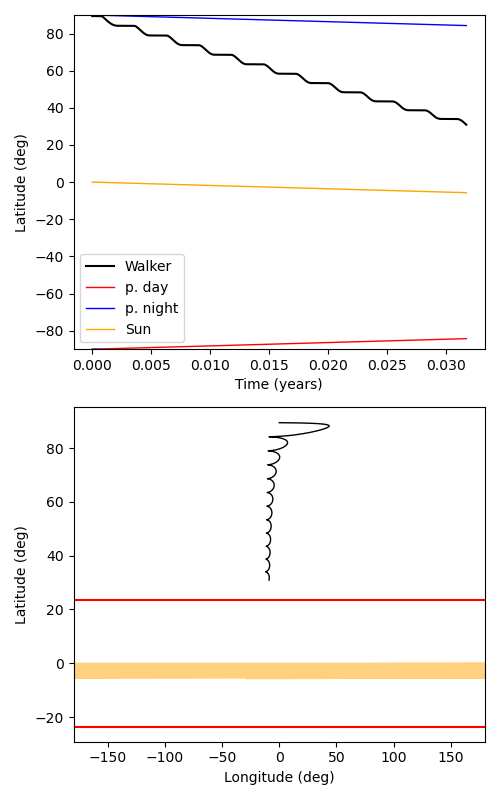 80
60
40
20
0
−20
−40
−60
−80
Latitude (deg)
Walker
p. day
p. night
Sun
0.000 0.005 0.010 0.015 0.020 0.025 0.030
Time (years)
80
60
40
20
0
−20
Latitude (deg)
−150 −100 −50 0 50 100 150
Longitude (deg)